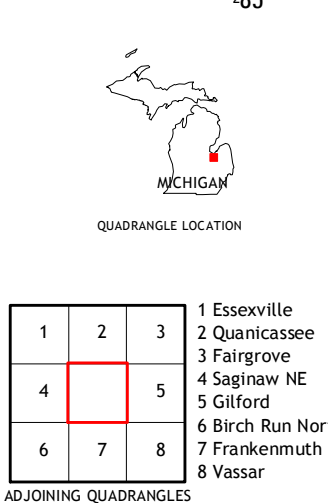 MICHIGAN
QUADRANGLE LOCATION
1 2 3
4 5
6 7 8
1 Essexville
2 Quanicassee
3 Fairgrove
4 Saginaw NE
5 Gilford
6 Birch Run Nor
7 Frankenmuth
8 Vassar
ADJOINING QUADRANGLES